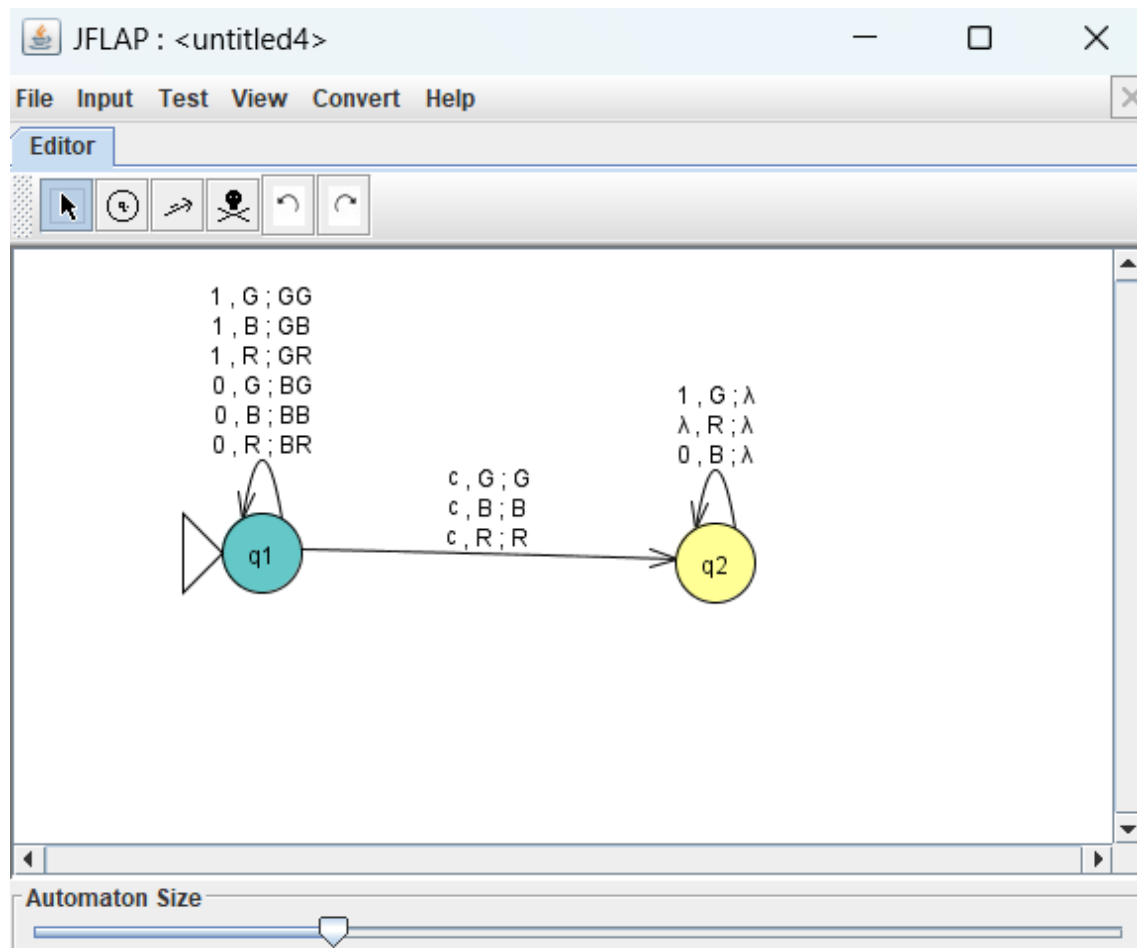 JFLAP : <untitled4>
File Input Test View Convert Help
Editor
1 , G ; GG
1 , B ; GB
1 , R ; GR
0 , G ; BG
0 , B ; BB
0 , R ; BR
c , G ; G
c , B ; B
c , R ; R
1 , G ; λ
λ , R ; λ
0 , B ; λ
q1
q2
Automaton Size